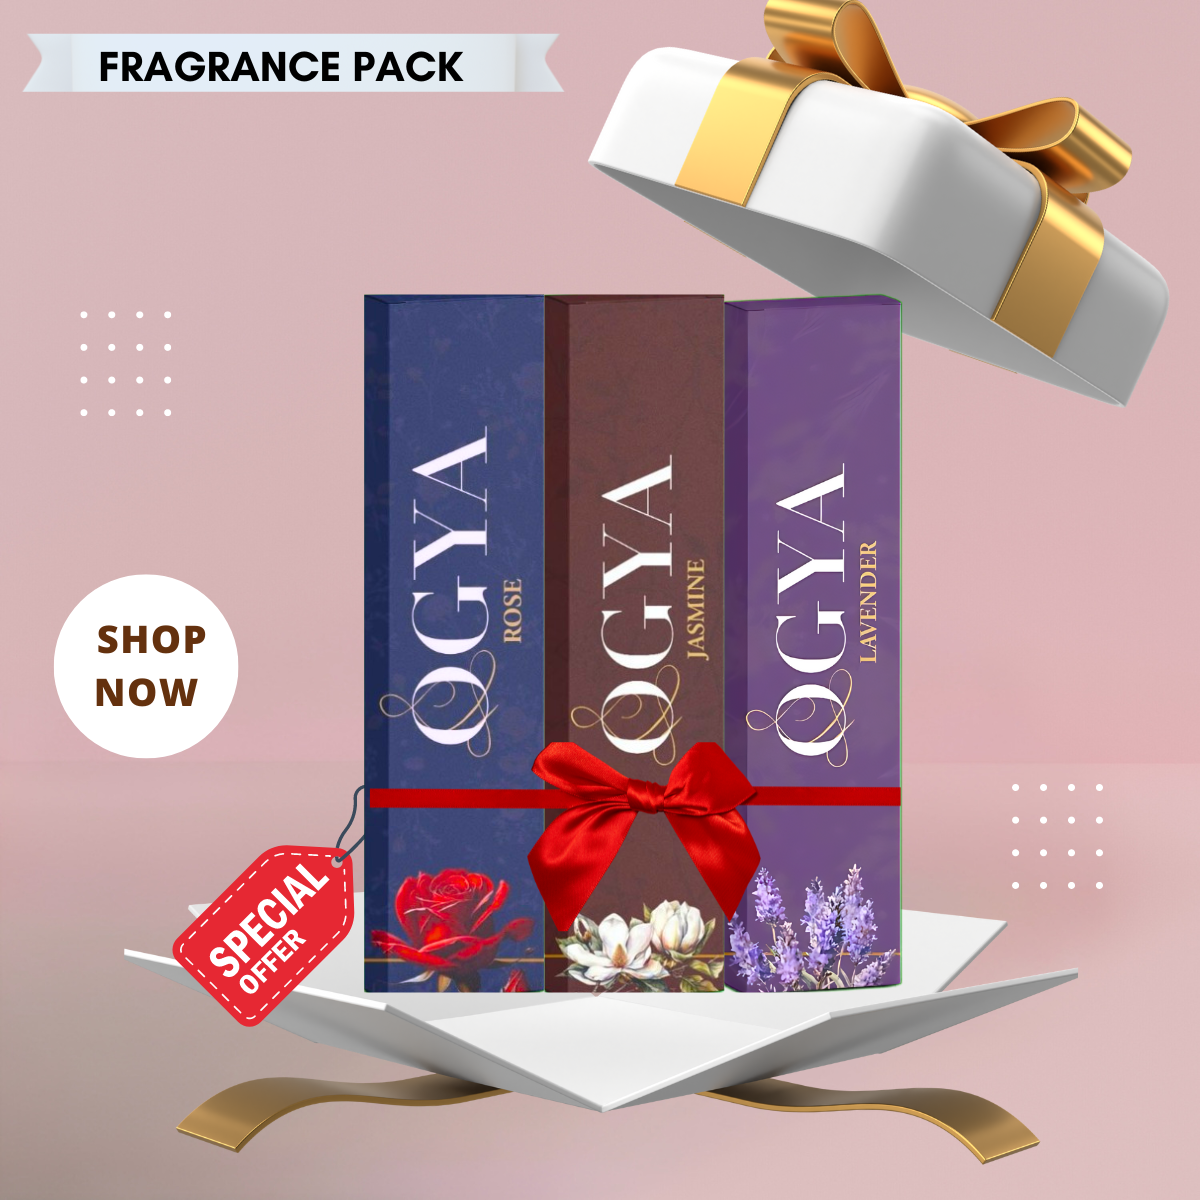 FRAGRANCE PACK
OGYA
ROSE
OGYA
JASMINE
OGYA
LAVENDER
SHOP
NOW
SPECIAL
OFFER